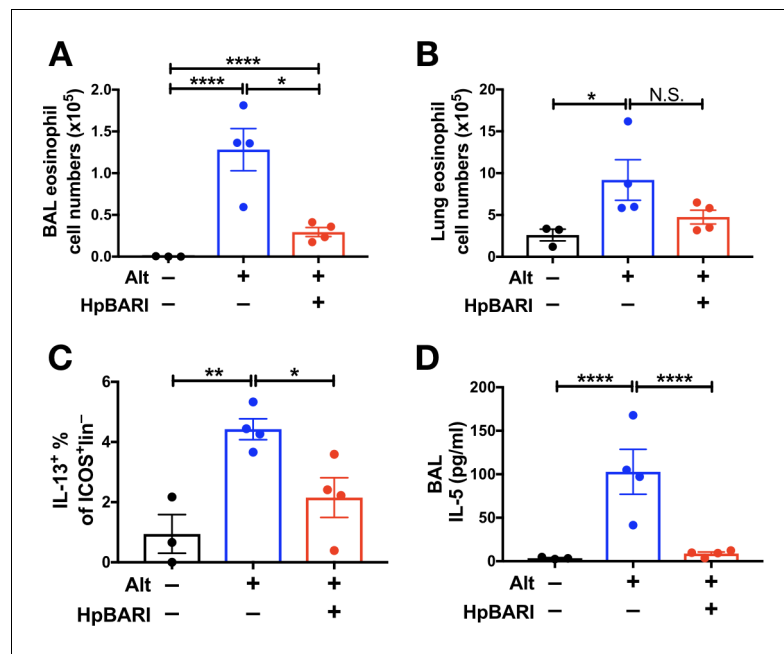 A
****
**** *
BAL eosinophil
cell numbers (x10⁵)
2.0
1.5
1.0
0.5
0.0
Alt – + +
HpBARI – – +
B
* N.S.
Lung eosinophil
cell numbers (x10⁵)
20
15
10
5
0
Alt – + +
HpBARI – – +
C
** *
IL-13⁺ %
of ICOS⁺lin⁻
6
4
2
0
Alt – + +
HpBARI – – +
D
**** ****
BAL
IL-5 (pg/ml)
200
150
100
50
0
Alt – + +
HpBARI – – +